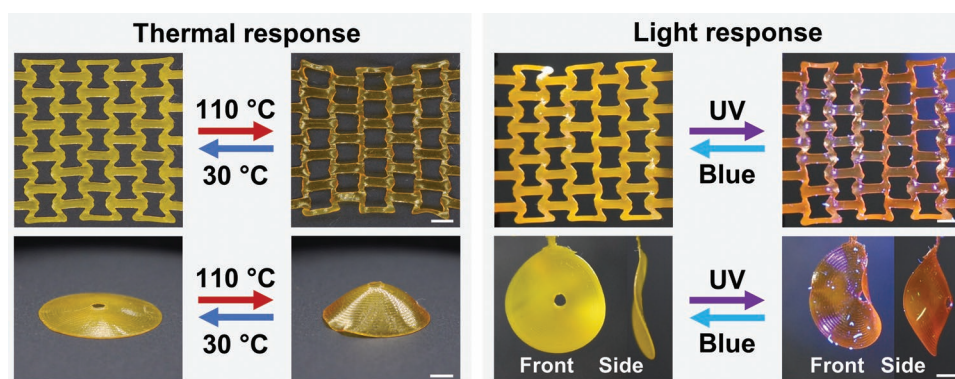 Thermal response
110 °C
30 °C
110 °C
30 °C
Light response
UV
Blue
UV
Blue
Front Side
Front Side